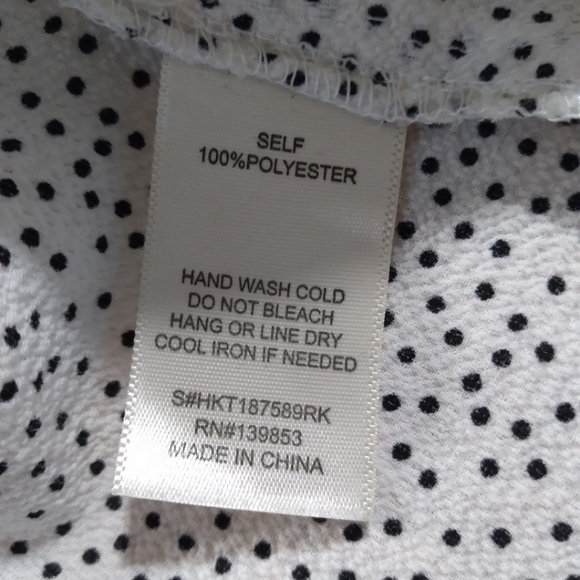 SELF
100%POLYESTER
HAND WASH COLD
DO NOT BLEACH
HANG OR LINE DRY
COOL IRON IF NEEDED
S#HKT187589RK
RN#139853
MADE IN CHINA